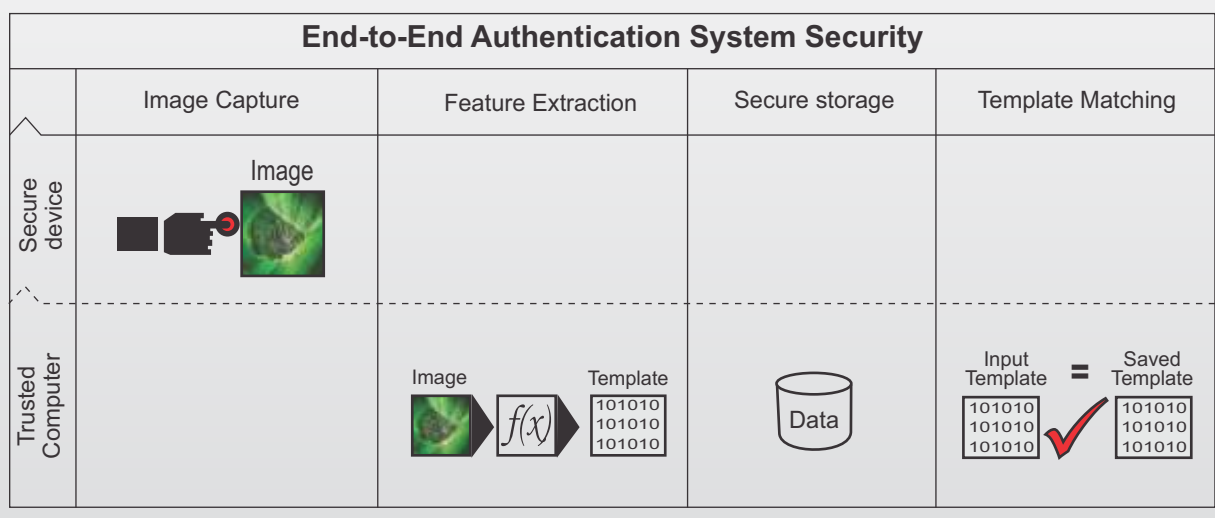 End-to-End Authentication System Security
Image Capture
Feature Extraction
Secure storage
Template Matching
Secure
device
Image
Trusted
Computer
Image
f(x)
Template
101010
101010
101010
Data
Input
Template
=
Saved
Template
101010
101010
101010
101010
101010
101010